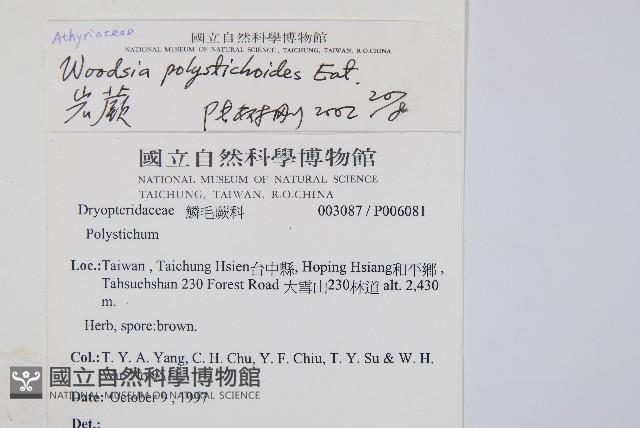 Athyriaceae
國立自然科學博物館
NATIONAL MUSEUM OF NATURAL SCIENCE, TAICHUNG, TAIWAN, R.O.CHINA
Woodsia polystichoides Eat.
岩蕨 2002
國立自然科學博物館
NATIONAL MUSEUM OF NATURAL SCIENCE
TAICHUNG, TAIWAN, R.O.CHINA
Dryopteridaceae 鱗毛蕨科 003087 / P006081
Polystichum
Loc.:Taiwan , Taichung Hsien台中縣, Hoping Hsiang和平鄉 ,
Tahsuehshan 230 Forest Road 大雪山230林道 alt. 2,430
m.
Herb, spore:brown.
Col.:T. Y. A. Yang, C. H. Chu, Y. F. Chiu, T. Y. Su & W. H.
國立自然科學博物館
Date: October 9 , 1997
NATIONAL MUSEUM OF NATURAL SCIENCE
Det.: